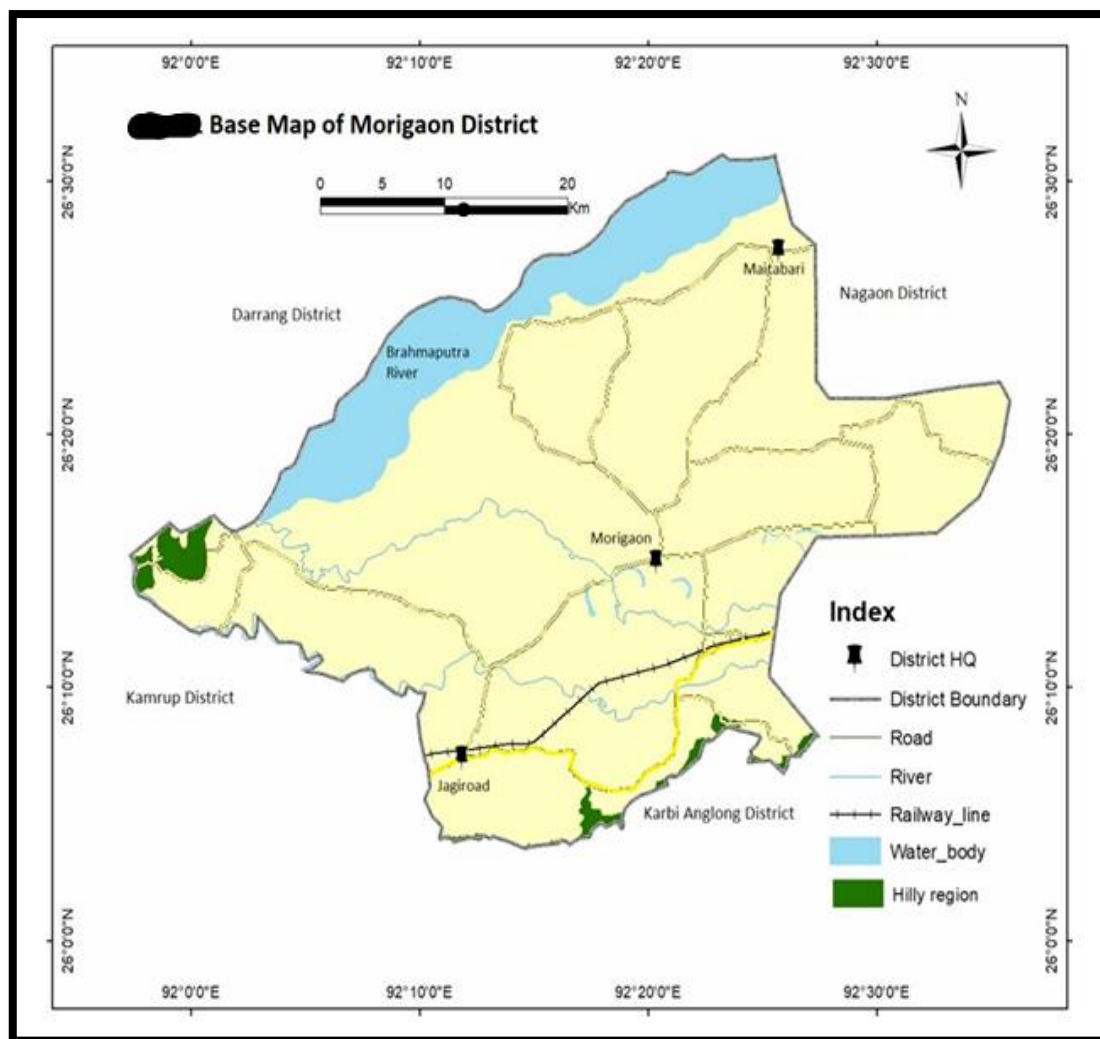 92°0'0"E 92°10'0"E 92°20'0"E 92°30'0"E
Base Map of Morigaon District
N
0 5 10 20
Km
26°30'0"N 26°30'0"N
Maitabari
Nagaon District
Darrang District
Brahmaputra
River
26°20'0"N 26°20'0"N
Morigaon
Index
District HQ
26°10'0"N 26°10'0"N
Kamrup District
District Boundary
Road
River
Jagiroad
Karbi Anglong District
Railway_line
Water_body
Hilly region
26°0'0"N 26°0'0"N
92°0'0"E 92°10'0"E 92°20'0"E 92°30'0"E